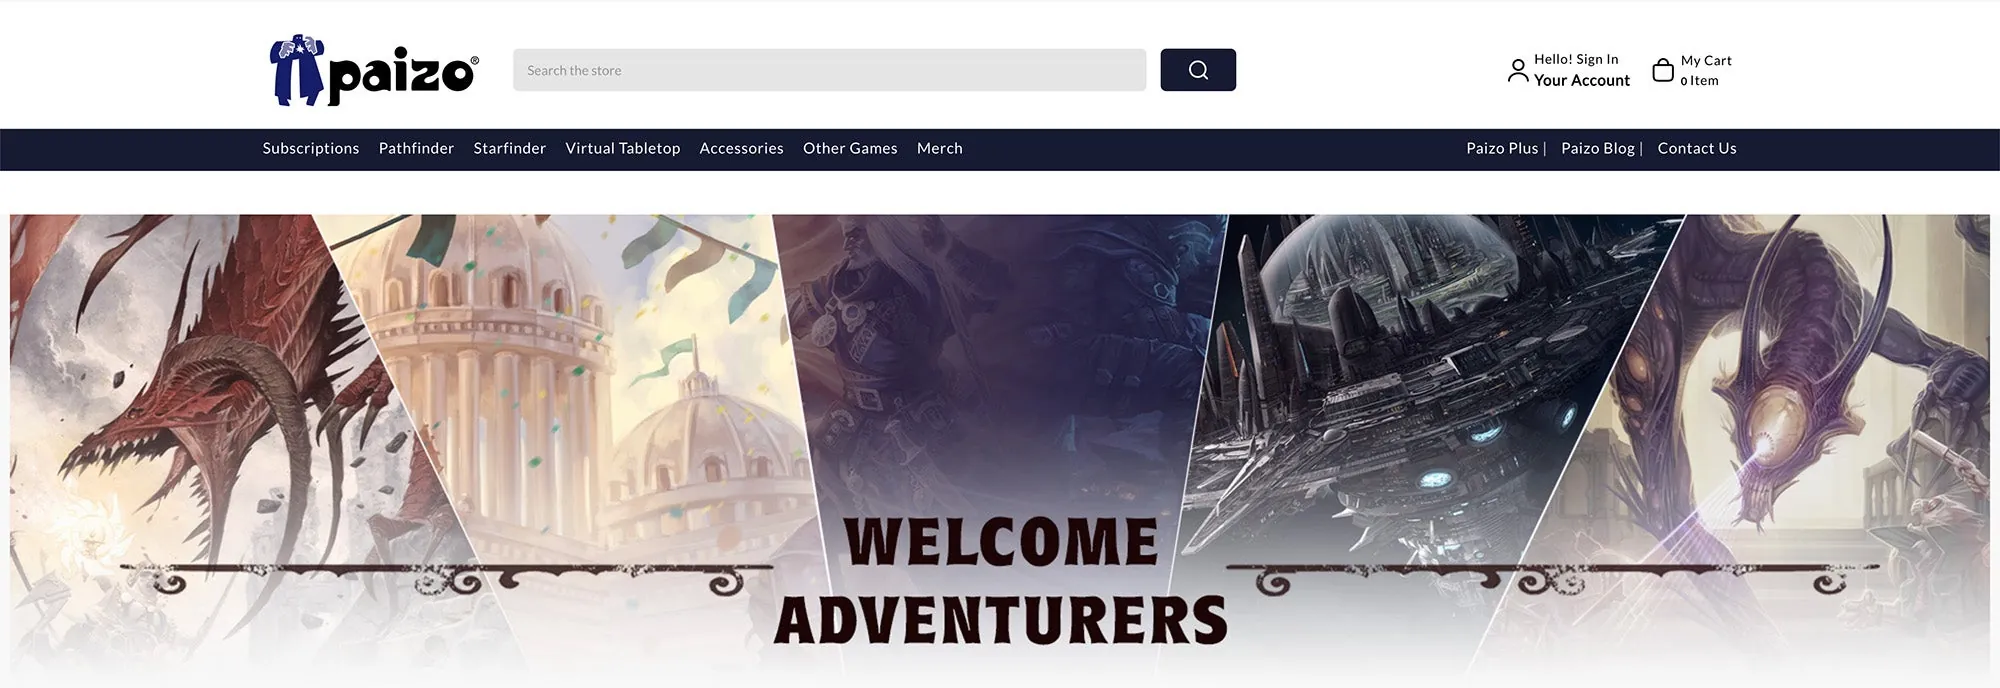 paizo®
Search the store
Hello! Sign In
Your Account
My Cart
0 Item
Subscriptions Pathfinder Starfinder Virtual Tabletop Accessories Other Games Merch
Paizo Plus | Paizo Blog | Contact Us
WELCOME
ADVENTURERS